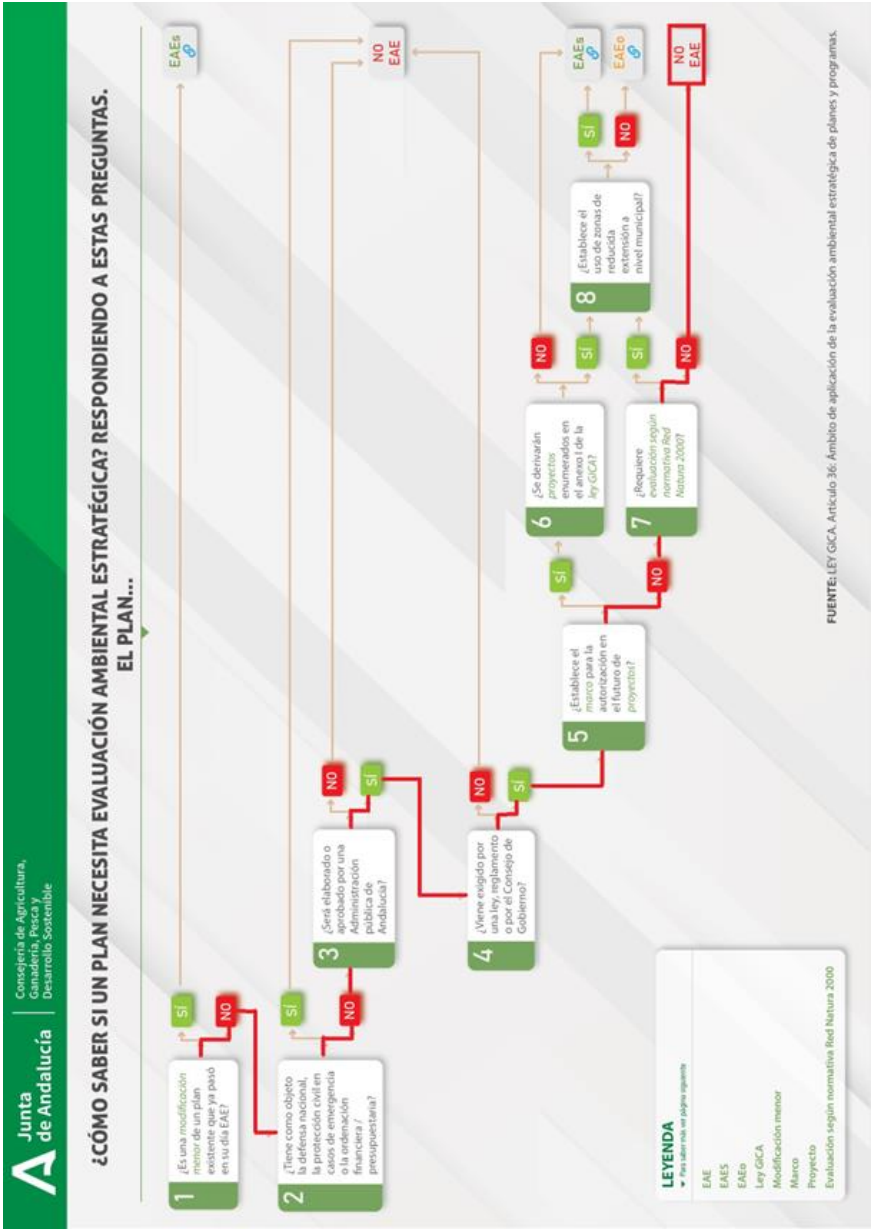 Junta
de Andalucía
Consejería de Agricultura,
Ganadería, Pesca y
Desarrollo Sostenible
¿CÓMO SABER SI UN PLAN NECESITA EVALUACIÓN AMBIENTAL ESTRATÉGICA? RESPONDIENDO A ESTAS PREGUNTAS.
EL PLAN...
1
¿Es una modificación
menor de un plan
existente que ya pasó
en su día EAE?
SÍ
NO
EAEs
2
¿Tiene como objeto
la defensa nacional,
la protección civil en
casos de emergencia
o la ordenación
financiera /
presupuestaria?
SÍ
NO
3
¿Será elaborado o
aprobado por una
Administración
pública de
Andalucía?
NO
SÍ
NO
EAE
4
¿Viene exigido por
una ley, reglamento
o por el Consejo de
Gobierno?
NO
SÍ
5
¿Establece el
marco para la
autorización en
el futuro de
proyectos?
SÍ
NO
6
¿Se derivarán
proyectos
enumerados en
el anexo I de la
ley GICA?
NO
SÍ
7
¿Requiere
evaluación según
normativa Red
Natura 2000?
SÍ
NO
8
¿Establece el
uso de zonas de
reducida
extensión a
nivel municipal?
SÍ
NO
EAEs
EAEo
NO
EAE
LEYENDA
Para saber más ver página siguiente
EAE
EAES
EAEo
Ley GICA
Modificación menor
Marco
Proyecto
Evaluación según normativa Red Natura 2000
FUENTE: LEY GICA. Artículo 36: Ámbito de aplicación de la evaluación ambiental estratégica de planes y programas.